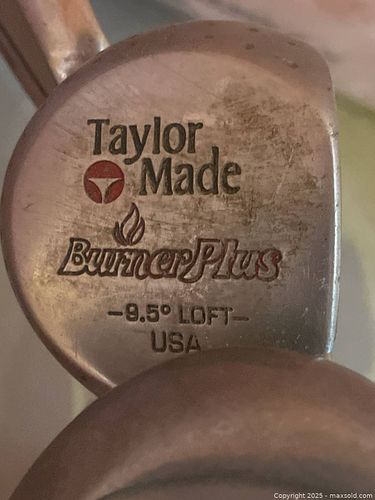 Taylor
Made
BurnerPlus
-9.5° LOFT-
USA
Copyright © 2025 - maxsold.com